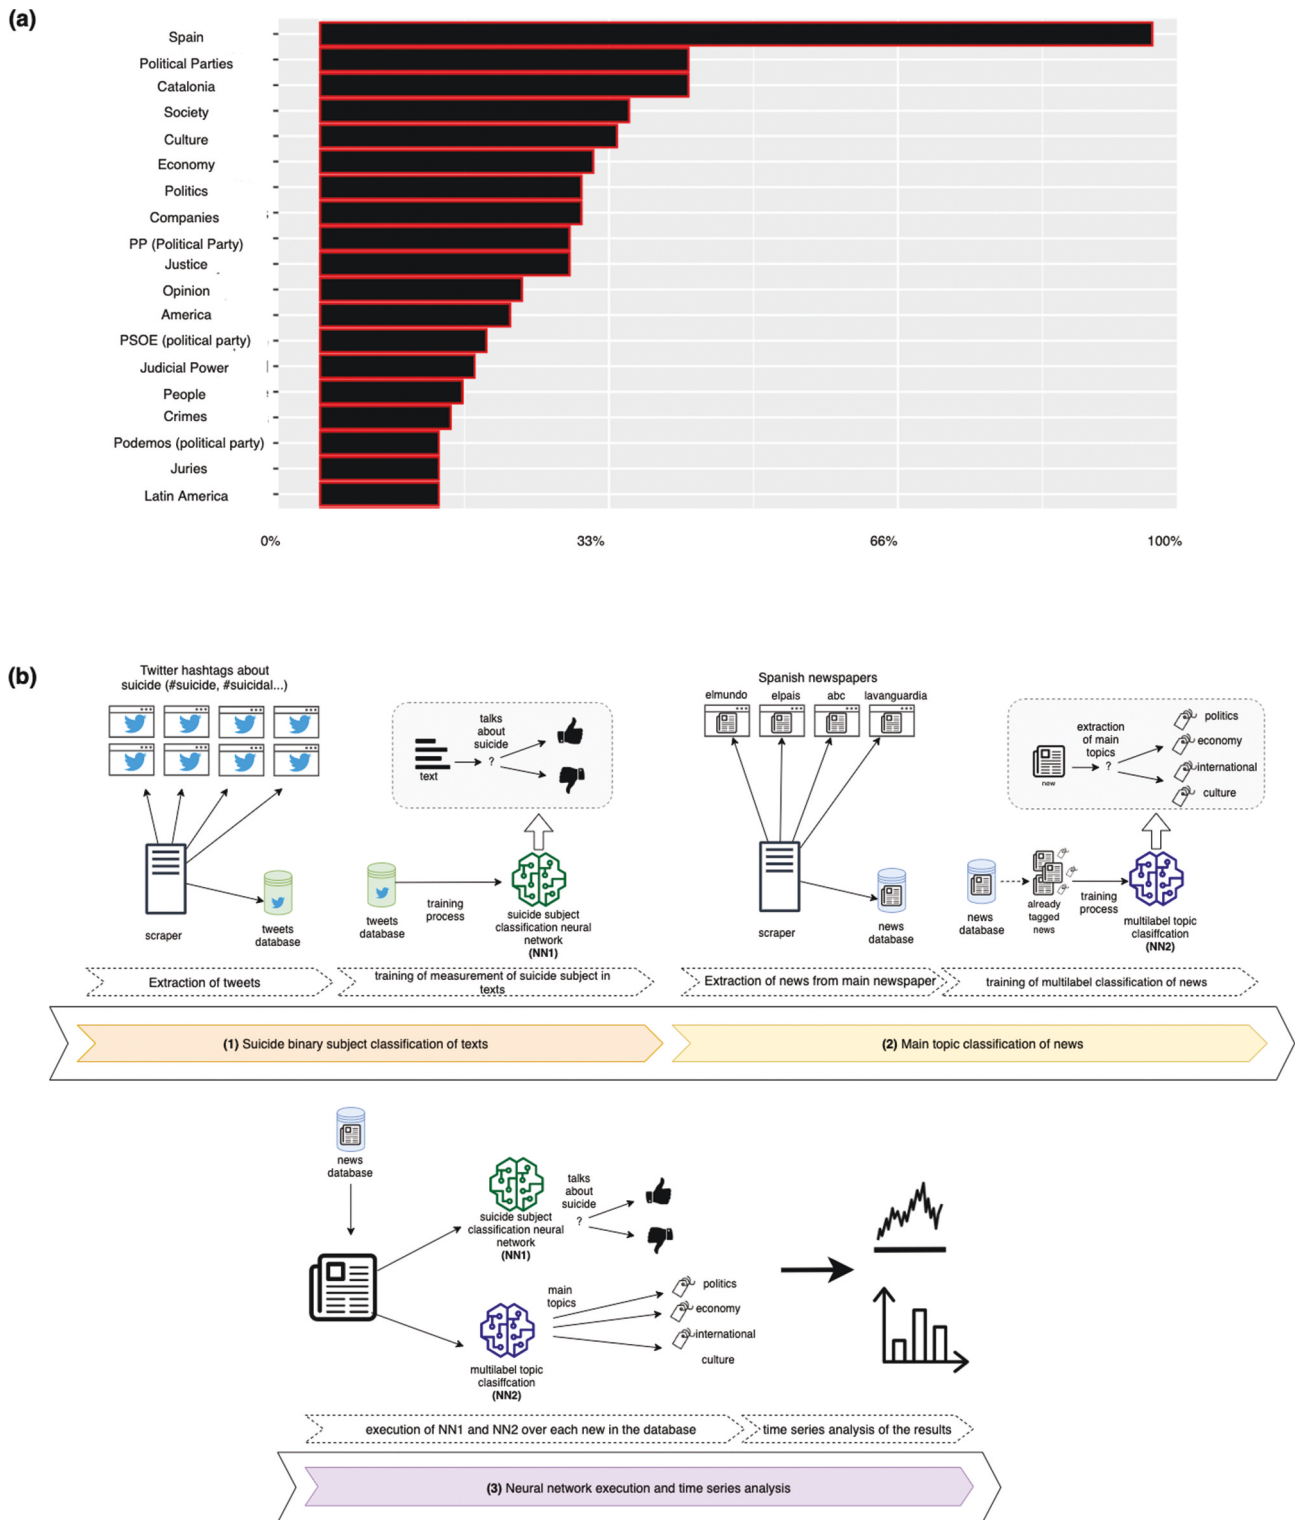 (a)
Spain
Political Parties
Catalonia
Society
Culture
Economy
Politics
Companies
PP (Political Party)
Justice
Opinion
America
PSOE (political party)
Judicial Power
People
Crimes
Podemos (political party)
Juries
Latin America
0%
33%
66%
100%
(b)
Twitter hashtags about
suicide (#suicide, #suicidal...)
scraper
tweets
database
text
talks
about
suicide
?
tweets
database
training
process
suicide subject
classification neural
network
(NN1)
Spanish newspapers
elmundo
elpais
abc
lavanguardia
scraper
news
database
new
extraction
of main
topics
?
politics
economy
international
culture
news
database
already
tagged
news
training
process
multilabel topic
clasiffcation
(NN2)
Extraction of tweets
training of measurement of suicide subject in
texts
Extraction of news from main newspaper
training of multilabel classification of news
(1) Suicide binary subject classification of texts
(2) Main topic classification of news
news
database
suicide subject
classification neural
network
(NN1)
talks
about
suicide
?
multilabel topic
clasiffcation
(NN2)
main
topics
politics
economy
international
culture
execution of NN1 and NN2 over each new in the database
time series analysis of the results
(3) Neural network execution and time series analysis